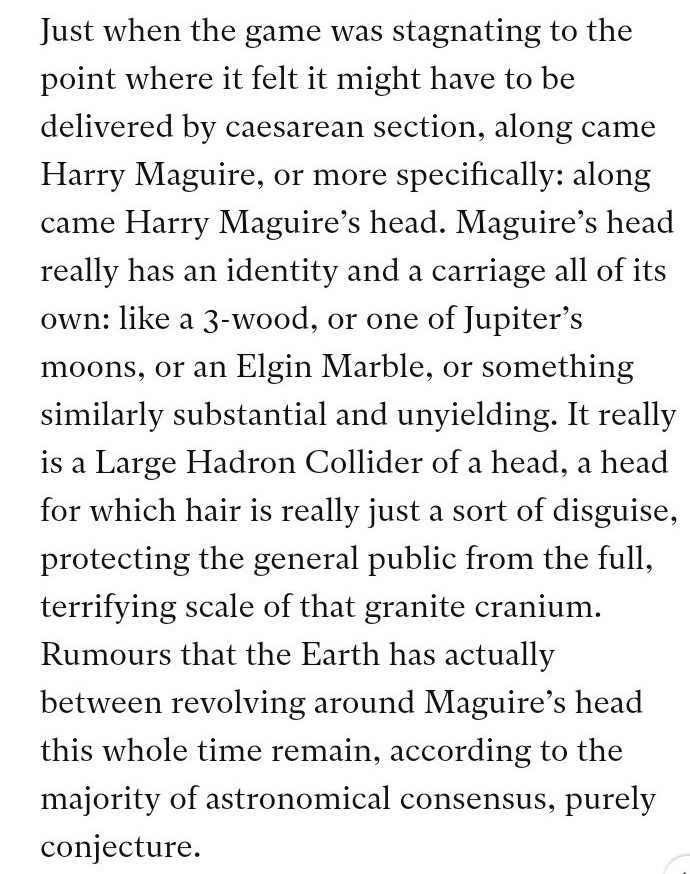 Just when the game was stagnating to the
point where it felt it might have to be
delivered by caesarean section, along came
Harry Maguire, or more specifically: along
came Harry Maguire’s head. Maguire’s head
really has an identity and a carriage all of its
own: like a 3-wood, or one of Jupiter’s
moons, or an Elgin Marble, or something
similarly substantial and unyielding. It really
is a Large Hadron Collider of a head, a head
for which hair is really just a sort of disguise,
protecting the general public from the full,
terrifying scale of that granite cranium.
Rumours that the Earth has actually
between revolving around Maguire’s head
this whole time remain, according to the
majority of astronomical consensus, purely
conjecture.